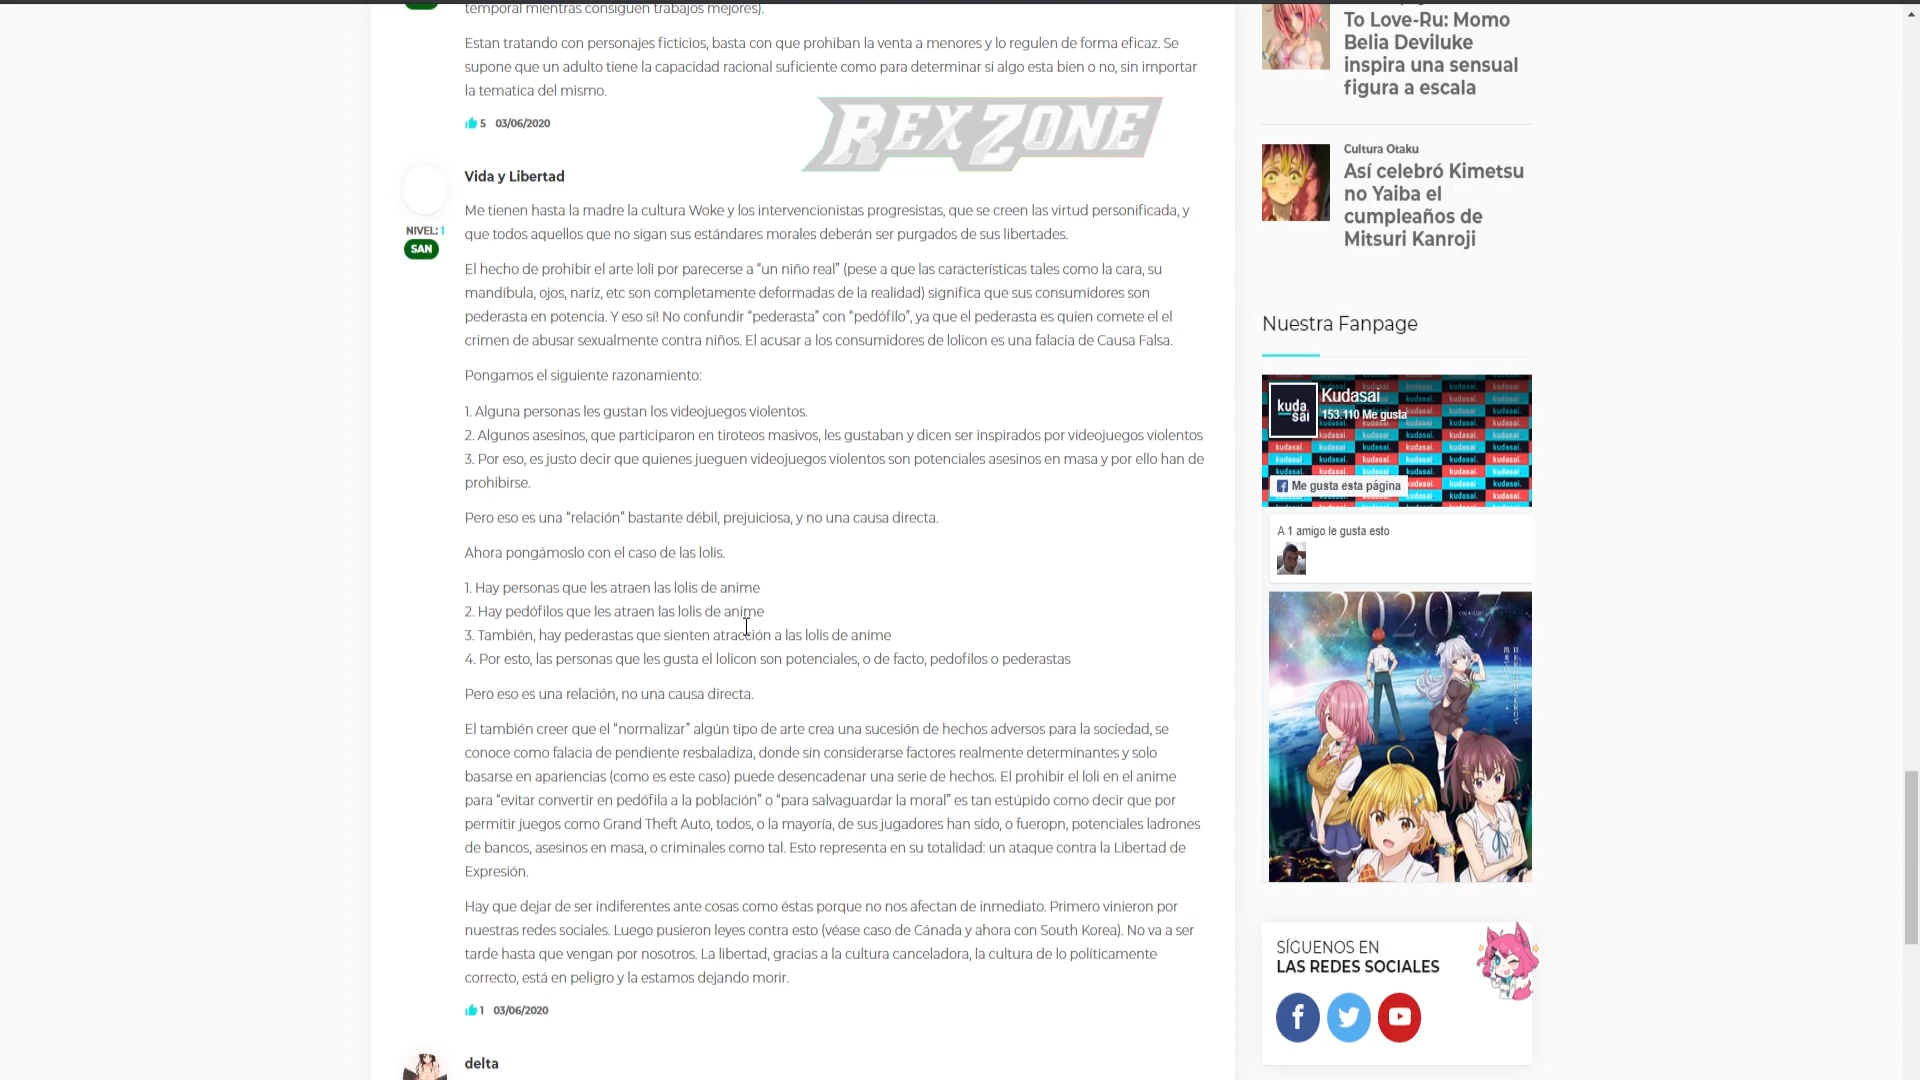 temporal mientras consiguen trabajos mejores).
Estan tratando con personajes ficticios, basta con que prohiban la venta a menores y lo regulen de forma eficaz. Se
supone que un adulto tiene la capacidad racional suficiente como para determinar si algo esta bien o no, sin importar
la tematica del mismo.
5 03/06/2020
REX ZONE
Vida y Libertad
NIVEL: 1
SAN
Me tienen hasta la madre la cultura Woke y los intervencionistas progresistas, que se creen las virtud personificada, y
que todos aquellos que no sigan sus estándares morales deberán ser purgados de sus libertades.
El hecho de prohibir el arte loli por parecerse a “un niño real” (pese a que las características tales como la cara, su
mandíbula, ojos, nariz, etc son completamente deformadas de la realidad) significa que sus consumidores son
pederasta en potencia. Y eso sí! No confundir “pederasta” con “pedófilo”, ya que el pederasta es quien comete el el
crimen de abusar sexualmente contra niños. El acusar a los consumidores de lolicon es una falacia de Causa Falsa.
Pongamos el siguiente razonamiento:
1. Alguna personas les gustan los videojuegos violentos.
2. Algunos asesinos, que participaron en tiroteos masivos, les gustaban y dicen ser inspirados por videojuegos violentos
3. Por eso, es justo decir que quienes jueguen videojuegos violentos son potenciales asesinos en masa y por ello han de
prohibirse.
Pero eso es una “relación” bastante débil, prejuiciosa, y no una causa directa.
Ahora pongámoslo con el caso de las lolis.
1. Hay personas que les atraen las lolis de anime
2. Hay pedófilos que les atraen las lolis de anime
3. También, hay pederastas que sienten atracción a las lolis de anime
4. Por esto, las personas que les gusta el lolicon son potenciales, o de facto, pedofilos o pederastas
Pero eso es una relación, no una causa directa.
El también creer que el “normalizar” algún tipo de arte crea una sucesión de hechos adversos para la sociedad, se
conoce como falacia de pendiente resbaladiza, donde sin considerarse factores realmente determinantes y solo
basarse en apariencias (como es este caso) puede desencadenar una serie de hechos. El prohibir el loli en el anime
para “evitar convertir en pedófila a la población” o “para salvaguardar la moral” es tan estúpido como decir que por
permitir juegos como Grand Theft Auto, todos, o la mayoría, de sus jugadores han sido, o fueropn, potenciales ladrones
de bancos, asesinos en masa, o criminales como tal. Esto representa en su totalidad: un ataque contra la Libertad de
Expresión.
Hay que dejar de ser indiferentes ante cosas como éstas porque no nos afectan de inmediato. Primero vinieron por
nuestras redes sociales. Luego pusieron leyes contra esto (véase caso de Cánada y ahora con South Korea). No va a ser
tarde hasta que vengan por nosotros. La libertad, gracias a la cultura canceladora, la cultura de lo políticamente
correcto, está en peligro y la estamos dejando morir.
1 03/06/2020
delta
To Love-Ru: Momo
Belia Deviluke
inspira una sensual
figura a escala
Cultura Otaku
Así celebró Kimetsu
no Yaiba el
cumpleaños de
Mitsuri Kanroji
Nuestra Fanpage
kuda
sai
Kudasai
153.110 Me gusta
Me gusta esta página
A 1 amigo le gusta esto
2020
SÍGUENOS EN
LAS REDES SOCIALES